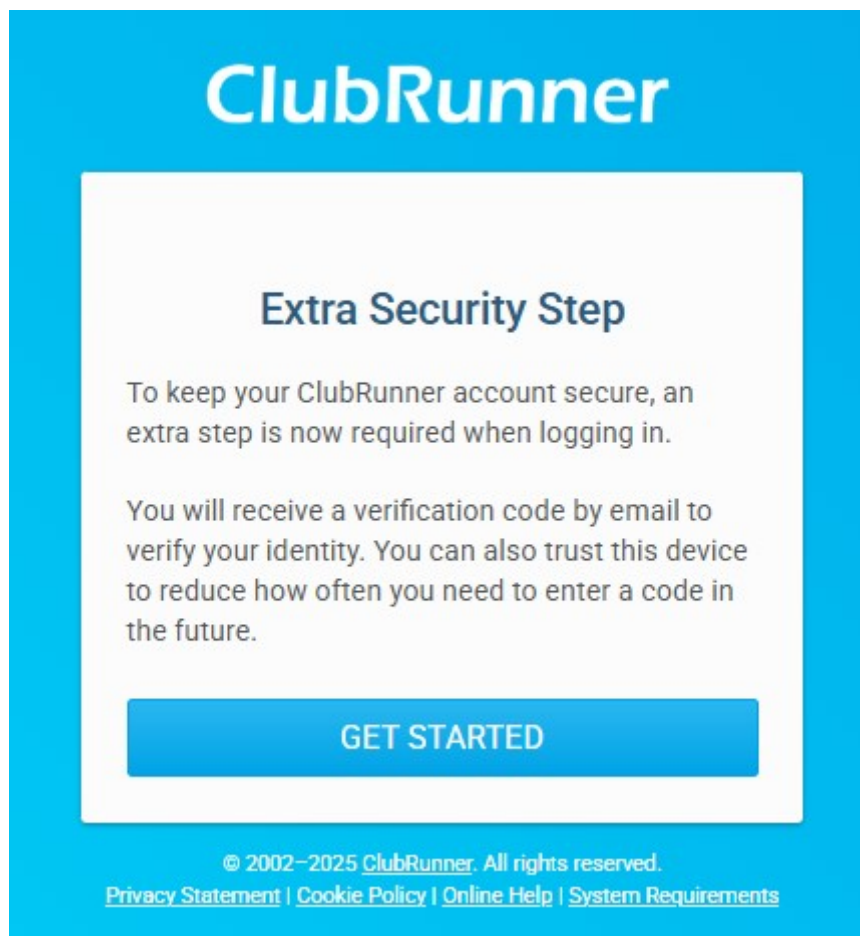 ClubRunner
Extra Security Step
To keep your ClubRunner account secure, an
extra step is now required when logging in.
You will receive a verification code by email to
verify your identity. You can also trust this device
to reduce how often you need to enter a code in
the future.
GET STARTED
© 2002–2025 ClubRunner. All rights reserved.
Privacy Statement | Cookie Policy | Online Help | System Requirements